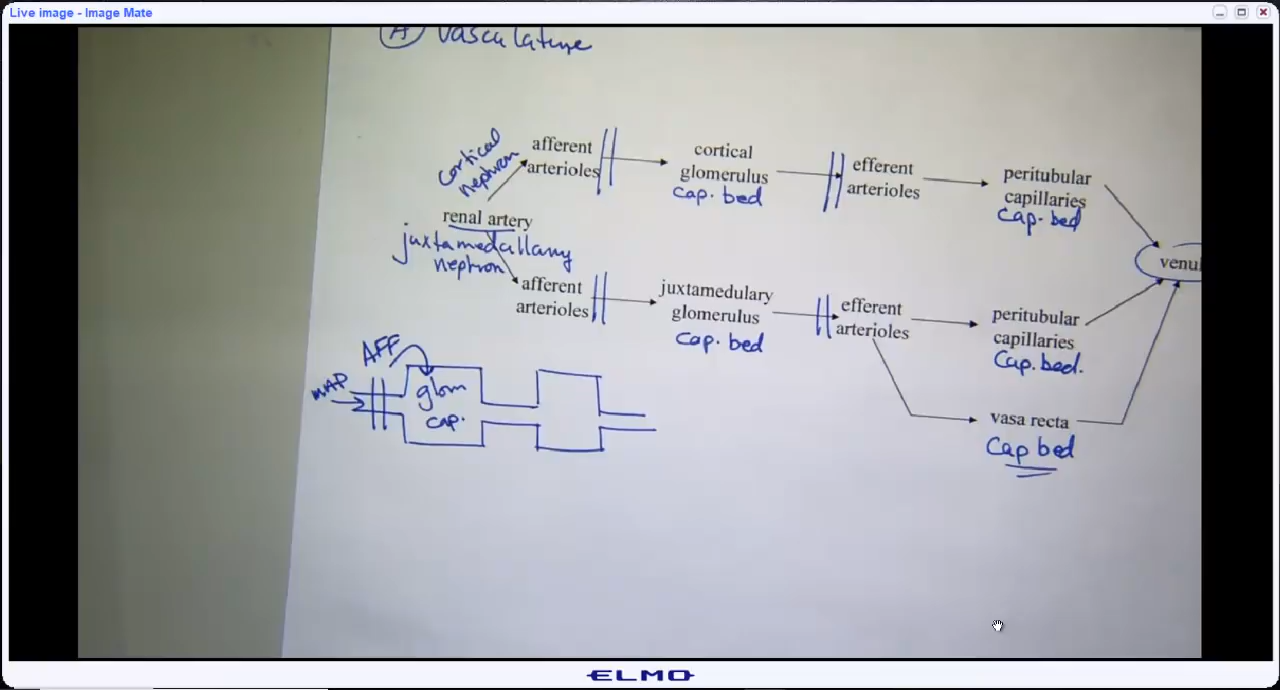 Live image - Image Mate
A Vasculature
cortical
nephron
afferent
arterioles
cortical
glomerulus
cap. bed
efferent
arterioles
peritubular
capillaries
Cap. bed
renal artery
juxtamedallary
nephron
venul
afferent
arterioles
juxtamedulary
glomerulus
Cap. bed
efferent
arterioles
peritubular
capillaries
Cap. bed.
vasa recta
Cap bed
AFF
MAP
glom
cap.
ELMO